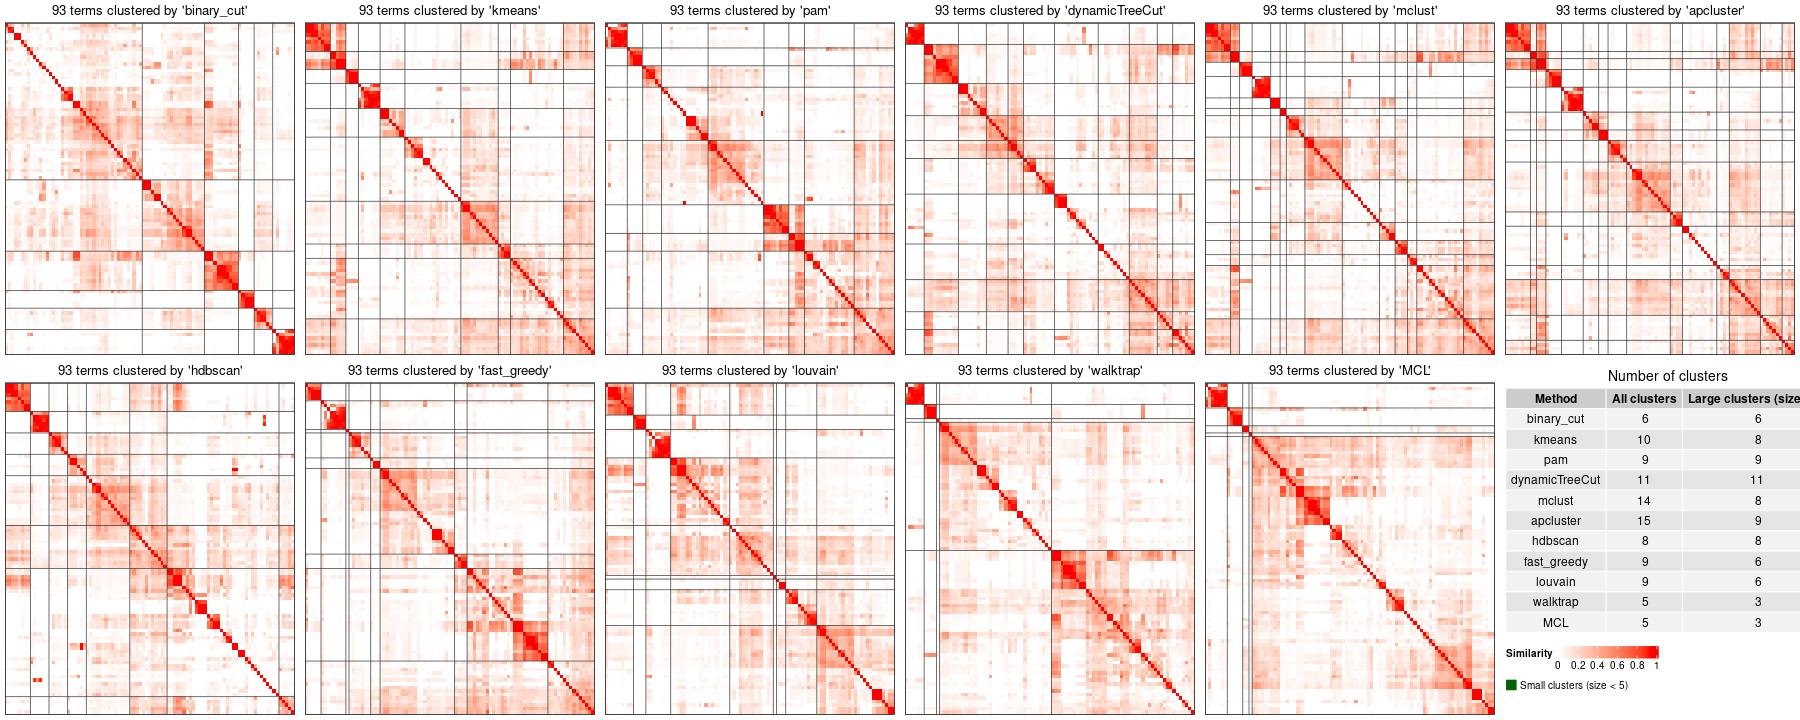 93 terms clustered by 'binary_cut'
93 terms clustered by 'kmeans'
93 terms clustered by 'pam'
93 terms clustered by 'dynamicTreeCut'
93 terms clustered by 'mclust'
93 terms clustered by 'apcluster'
93 terms clustered by 'hdbscan'
93 terms clustered by 'fast_greedy'
93 terms clustered by 'louvain'
93 terms clustered by 'walktrap'
93 terms clustered by 'MCL'
Number of clusters
Method All clusters Large clusters (size
binary_cut 6 6
kmeans 10 8
pam 9 9
dynamicTreeCut 11 11
mclust 14 8
apcluster 15 9
hdbscan 8 8
fast_greedy 9 6
louvain 9 6
walktrap 5 3
MCL 5 3
Similarity
0 0.2 0.4 0.6 0.8 1
Small clusters (size < 5)